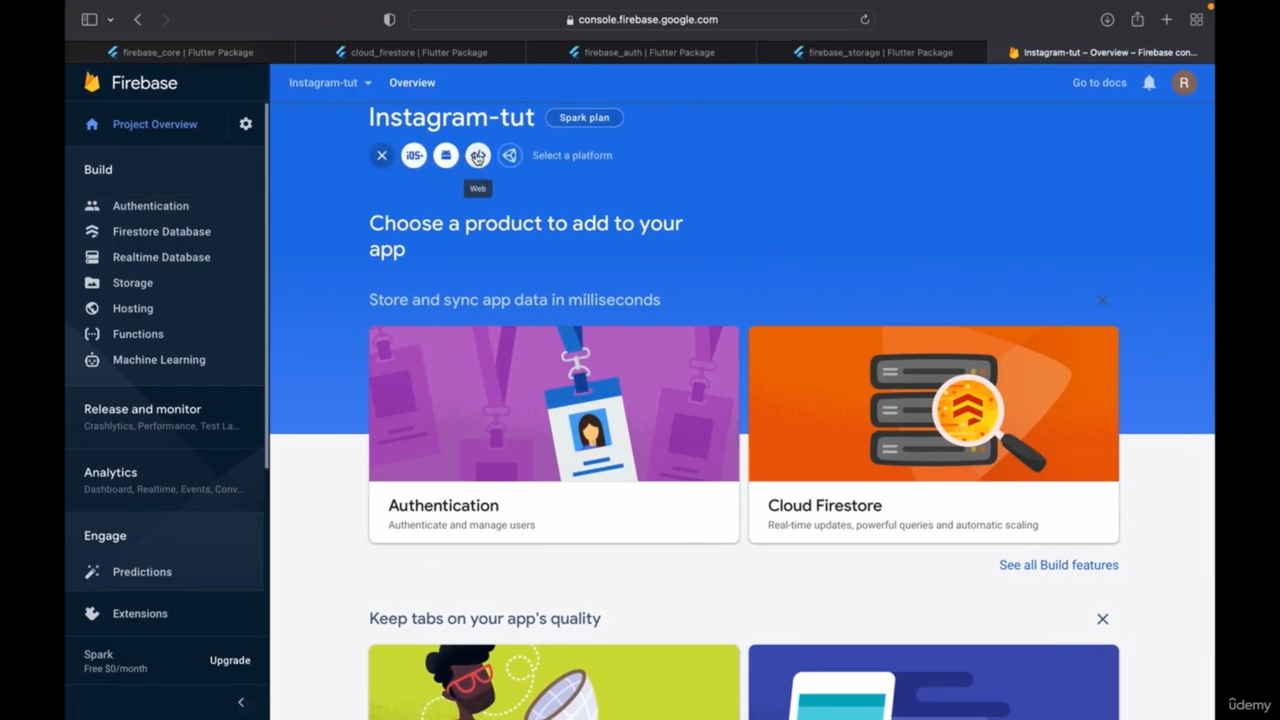 console.firebase.google.com
firebase_core | Flutter Package
cloud_firestore | Flutter Package
firebase_auth | Flutter Package
firebase_storage | Flutter Package
Instagram-tut – Overview – Firebase con...
Firebase
Instagram-tut
Overview
Go to docs
R
Project Overview
Instagram-tut
Spark plan
iOS+
Select a platform
Web
Build
Authentication
Firestore Database
Realtime Database
Storage
Hosting
Functions
Machine Learning
Release and monitor
Crashlytics, Performance, Test La...
Analytics
Dashboard, Realtime, Events, Conv...
Engage
Predictions
Extensions
Spark
Free $0/month
Upgrade
Choose a product to add to your
app
Store and sync app data in milliseconds
Authentication
Authenticate and manage users
Cloud Firestore
Real-time updates, powerful queries and automatic scaling
See all Build features
Keep tabs on your app's quality
ûdemy